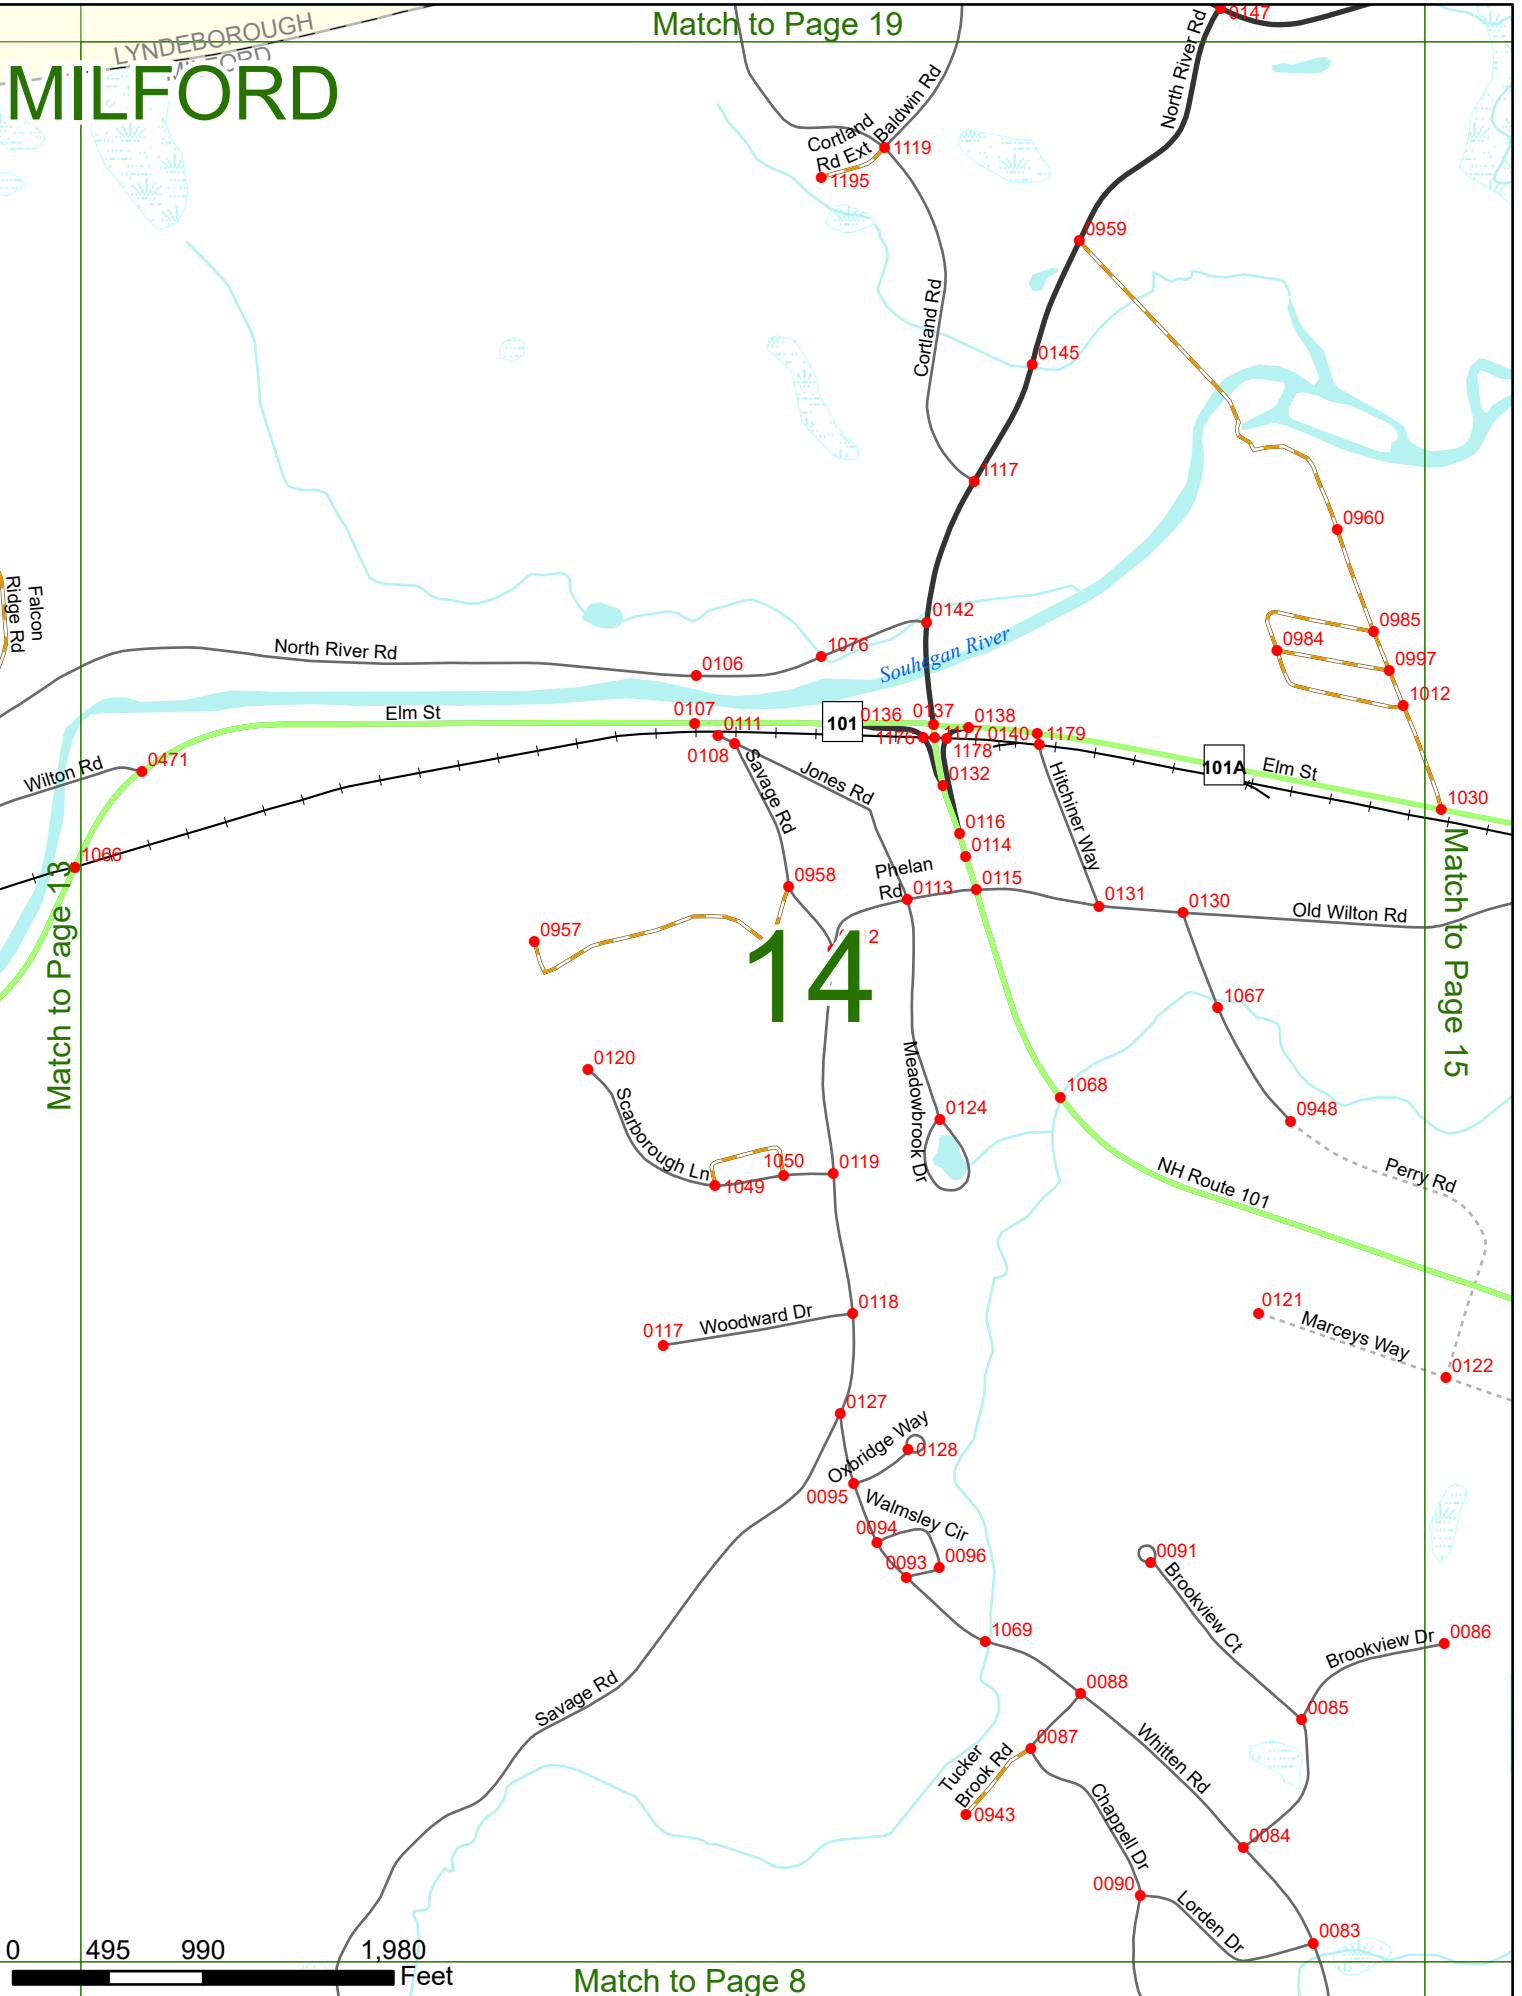 Match to Page 19
LYNDEBOROUGH
MILFORD
MILFORD
North River Rd
0147
Baldwin Rd
Cortland
Rd Ext
1119
1195
0959
Cortland Rd
0145
1117
0960
Falcon
Ridge Rd
0142
0985
0984
North River Rd
1076
Souhegan River
0997
0106
1012
Elm St
0107
0111
101
0136
0137
0138
1176
1177
0140
1179
0108
1178
Wilton Rd
0471
Savage Rd
Jones Rd
0132
Hitchiner Way
101A
Elm St
1030
0116
1066
0114
Match to Page 13
Match to Page 15
0958
Phelan
Rd
0113
0115
0131
0130
Old Wilton Rd
0957
14
1067
0120
Scarborough Ln
Meadowbrook Dr
1068
0124
0948
1050
0119
1049
NH Route 101
Perry Rd
0118
0121
Woodward Dr
0117
Marceys Way
0122
0127
Oxbridge Way
0128
0095
Walmsley Cir
0094
0093
0096
0091
Brookview Ct
1069
Brookview Dr
0086
Savage Rd
0088
0085
Tucker
Brook Rd
0087
Whitten Rd
0943
Chappell Dr
0084
0090
Lorden Dr
0083
0 495 990 1,980
Feet
Match to Page 8